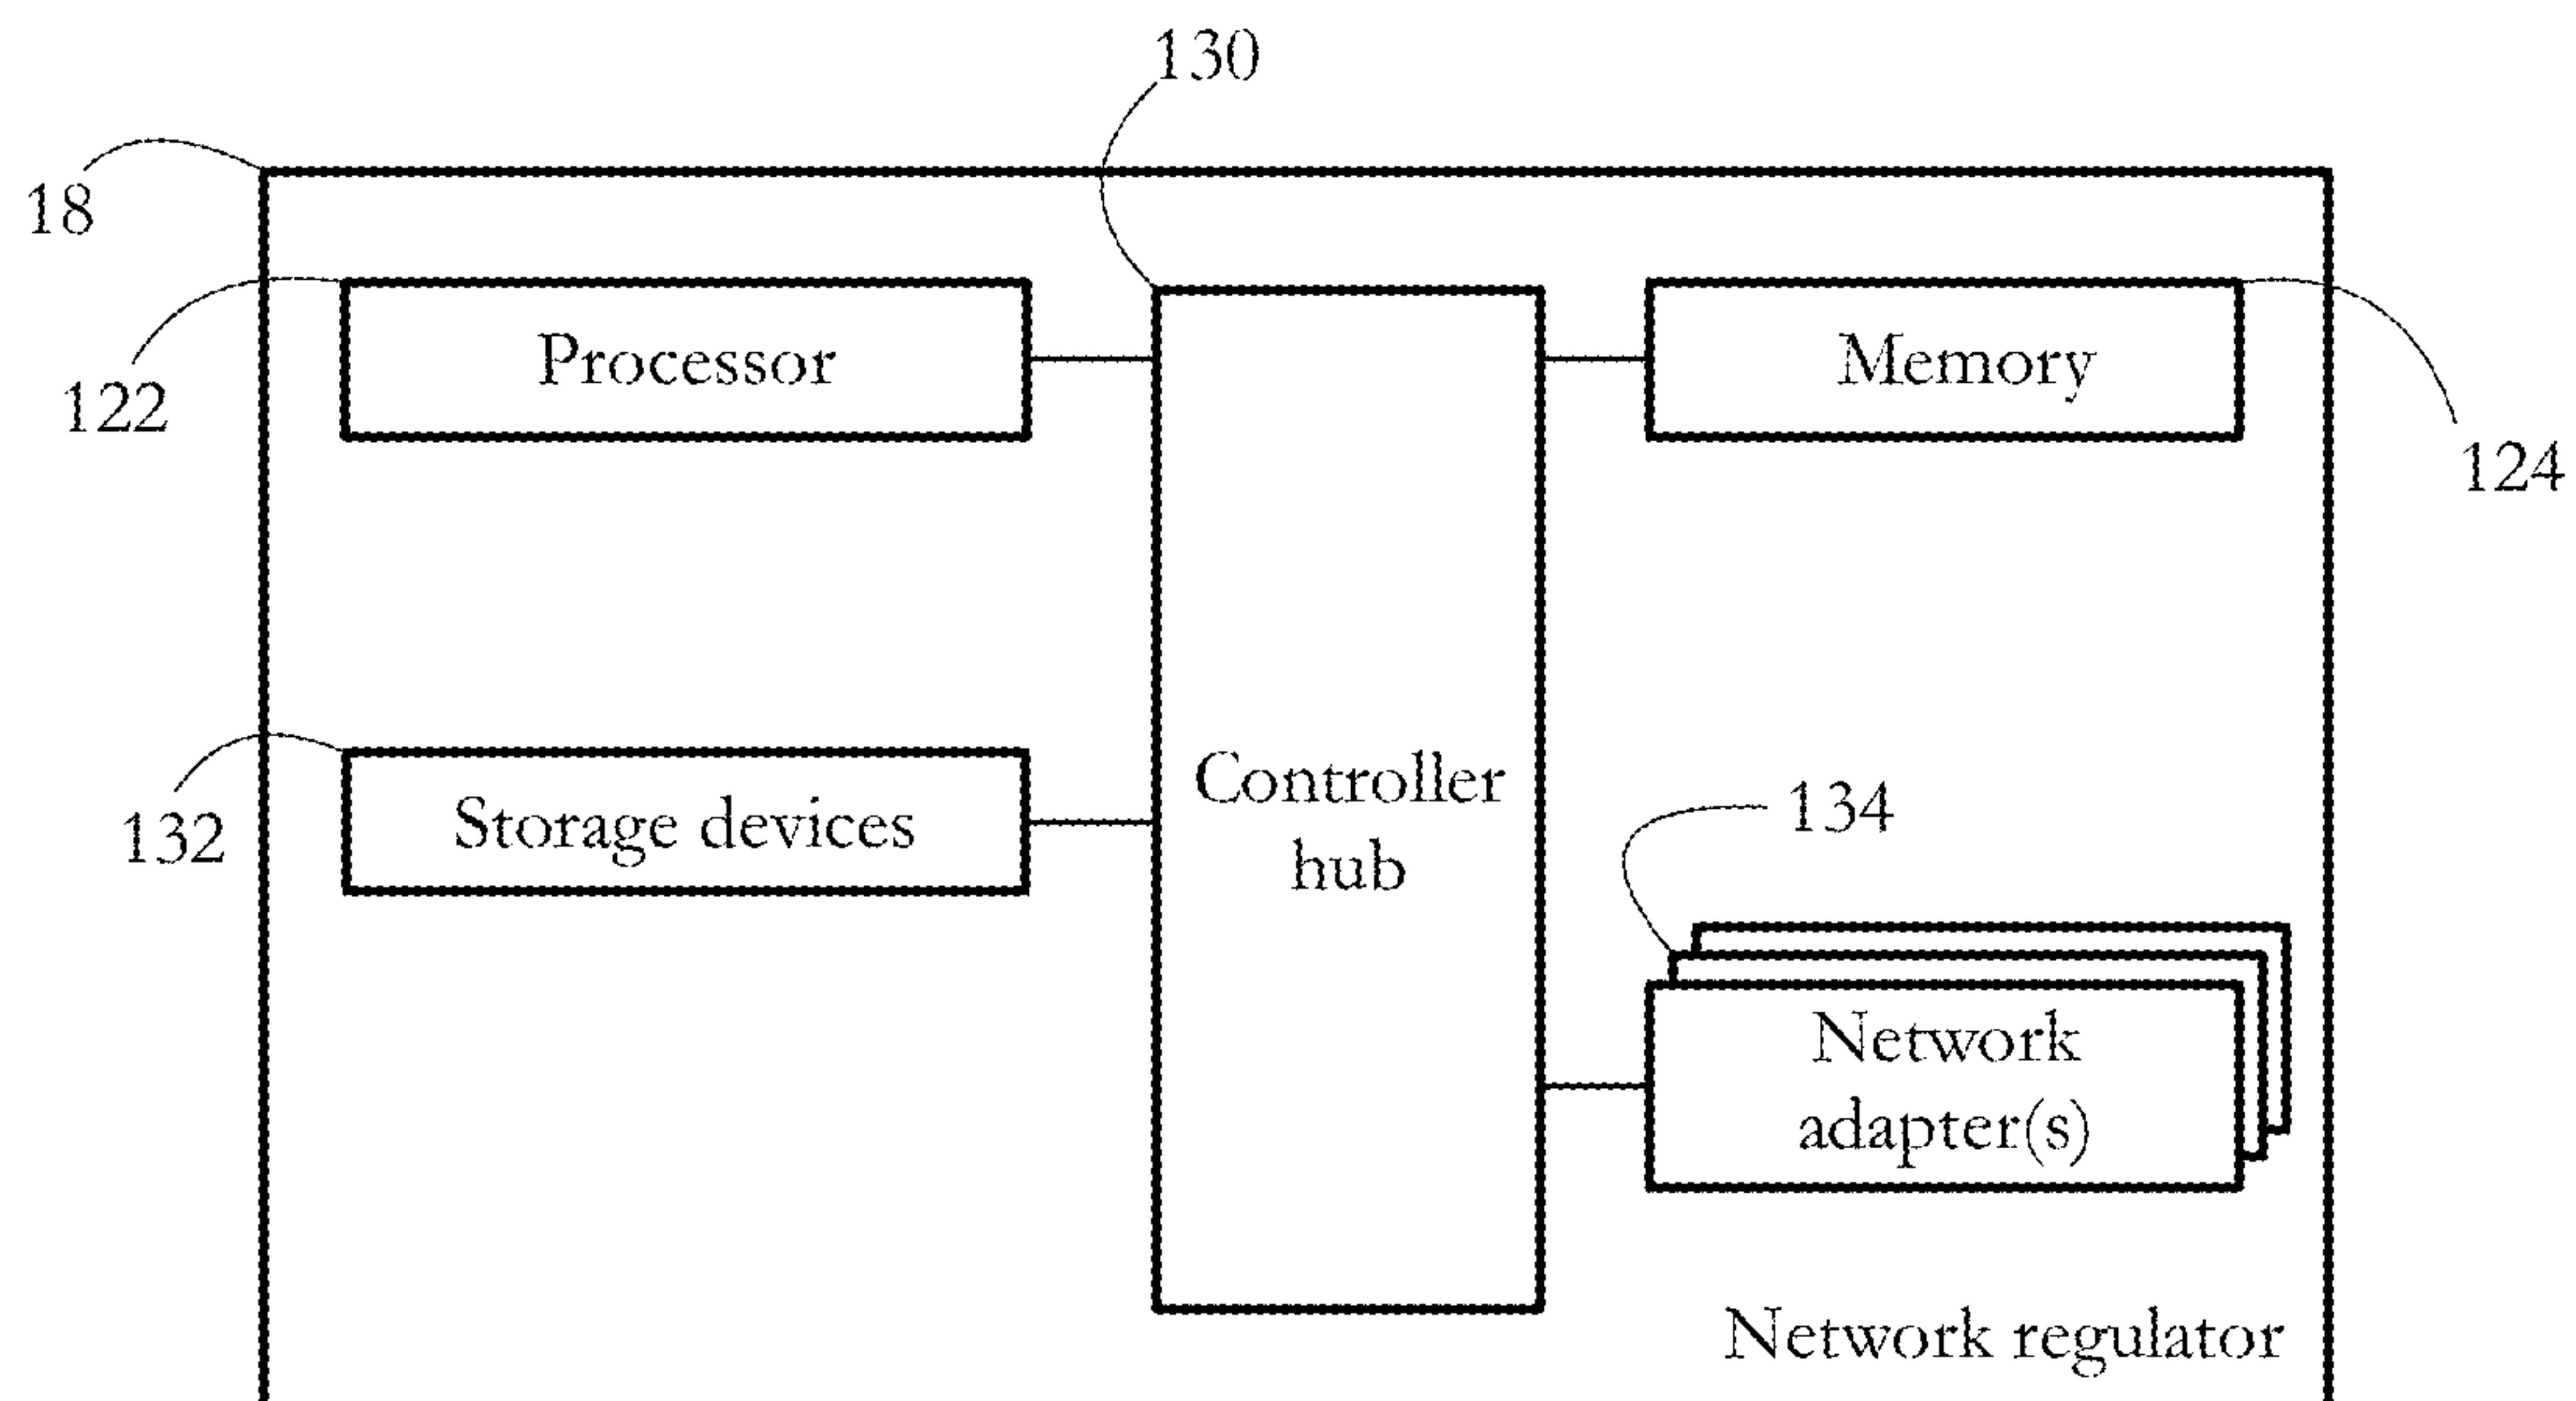 130
18
Processor
Memory
122
124
Controller
hub
Storage devices
132
134
Network
adapter(s)
Network regulator